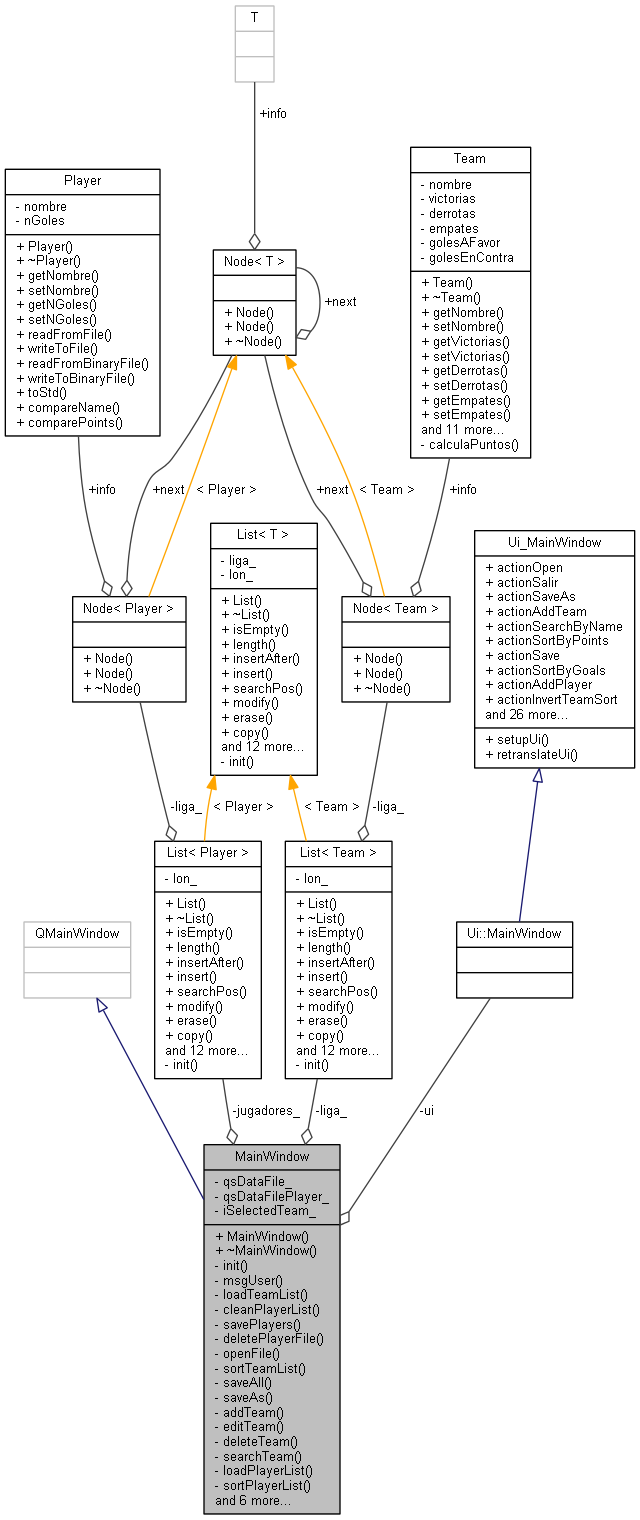 T
+info
Player
- nombre
- nGoles
+ Player()
+ ~Player()
+ getNombre()
+ setNombre()
+ getNGoles()
+ setNGoles()
+ readFromFile()
+ writeToFile()
+ readFromBinaryFile()
+ writeToBinaryFile()
+ toStd()
+ compareName()
+ comparePoints()
Node< T >
+ Node()
+ Node()
+ ~Node()
+next
Team
- nombre
- victorias
- derrotas
- empates
- golesAFavor
- golesEnContra
+ Team()
+ ~Team()
+ getNombre()
+ setNombre()
+ getVictorias()
+ setVictorias()
+ getDerrotas()
+ setDerrotas()
+ getEmpates()
+ setEmpates()
and 11 more...
- calculaPuntos()
+info
+next
< Player >
+next
< Team >
+info
Node< Player >
+ Node()
+ Node()
+ ~Node()
List< T >
- liga_
- lon_
+ List()
+ ~List()
+ isEmpty()
+ length()
+ insertAfter()
+ insert()
+ searchPos()
+ modify()
+ erase()
+ copy()
and 12 more...
- init()
Node< Team >
+ Node()
+ Node()
+ ~Node()
Ui_MainWindow
+ actionOpen
+ actionSalir
+ actionSaveAs
+ actionAddTeam
+ actionSearchByName
+ actionSortByPoints
+ actionSave
+ actionSortByGoals
+ actionAddPlayer
+ actionInvertTeamSort
and 26 more...
+ setupUi()
+ retranslateUi()
-liga_
< Player >
< Team >
-liga_
QMainWindow
List< Player >
- lon_
+ List()
+ ~List()
+ isEmpty()
+ length()
+ insertAfter()
+ insert()
+ searchPos()
+ modify()
+ erase()
+ copy()
and 12 more...
- init()
List< Team >
- lon_
+ List()
+ ~List()
+ isEmpty()
+ length()
+ insertAfter()
+ insert()
+ searchPos()
+ modify()
+ erase()
+ copy()
and 12 more...
- init()
Ui::MainWindow
-jugadores_
-liga_
-ui
MainWindow
- qsDataFile_
- qsDataFilePlayer_
- iSelectedTeam_
+ MainWindow()
+ ~MainWindow()
- init()
- msgUser()
- loadTeamList()
- cleanPlayerList()
- savePlayers()
- deletePlayerFile()
- openFile()
- sortTeamList()
- saveAll()
- saveAs()
- addTeam()
- editTeam()
- deleteTeam()
- searchTeam()
- loadPlayerList()
- sortPlayerList()
and 6 more...